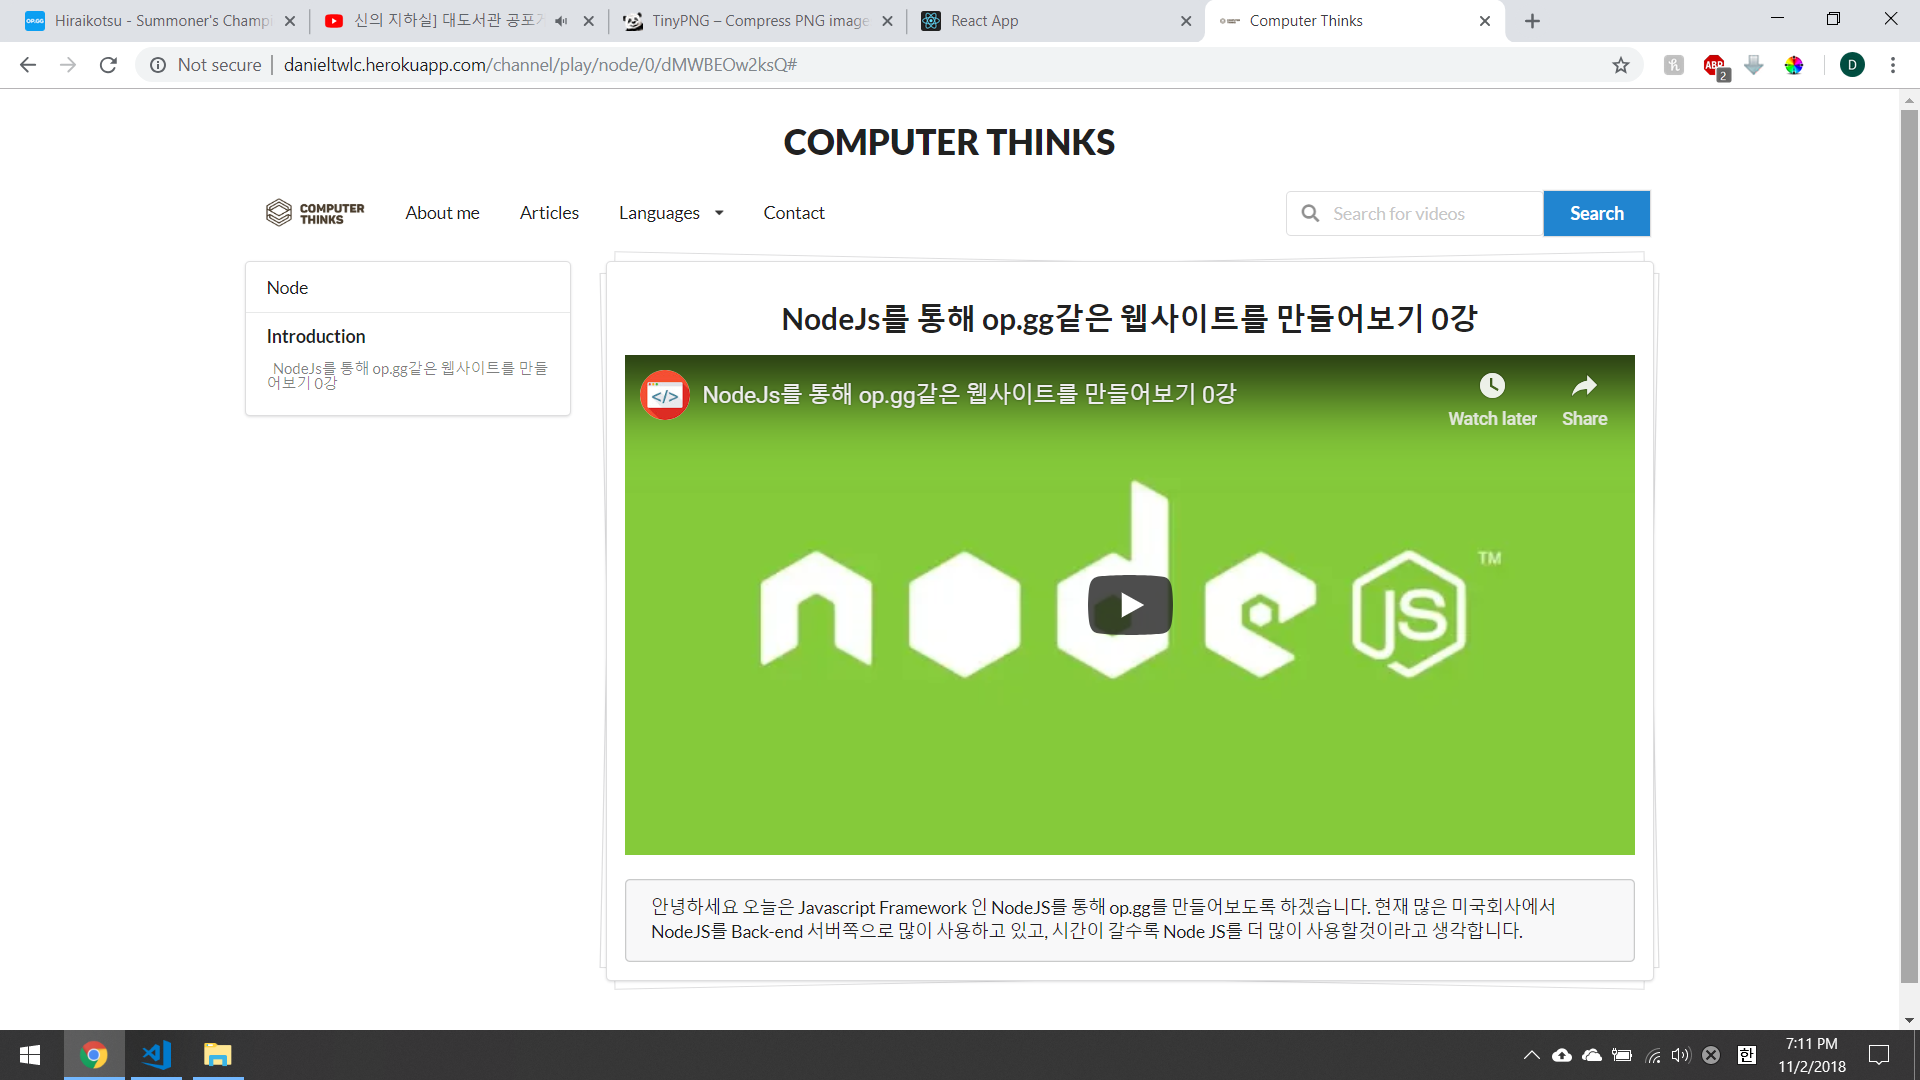 Hiraikotsu - Summoner's Champi
신의 지하실] 대도서관 공포게
TinyPNG – Compress PNG image
React App
Computer Thinks
Not secure
danieltwlc.herokuapp.com/channel/play/node/0/dMWBEOw2ksQ#
ABP
2
D
COMPUTER THINKS
COMPUTER
THINKS
About me
Articles
Languages
Contact
Search for videos
Search
Node
Introduction
NodeJs를 통해 op.gg같은 웹사이트를 만들
어보기 0강
NodeJs를 통해 op.gg같은 웹사이트를 만들어보기 0강
</>
NodeJs를 통해 op.gg같은 웹사이트를 만들어보기 0강
Watch later
Share
node JS TM
안녕하세요 오늘은 Javascript Framework 인 NodeJS를 통해 op.gg를 만들어보도록 하겠습니다. 현재 많은 미국회사에서
NodeJS를 Back-end 서버쪽으로 많이 사용하고 있고, 시간이 갈수록 Node JS를 더 많이 사용할것이라고 생각합니다.
한
7:11 PM
11/2/2018